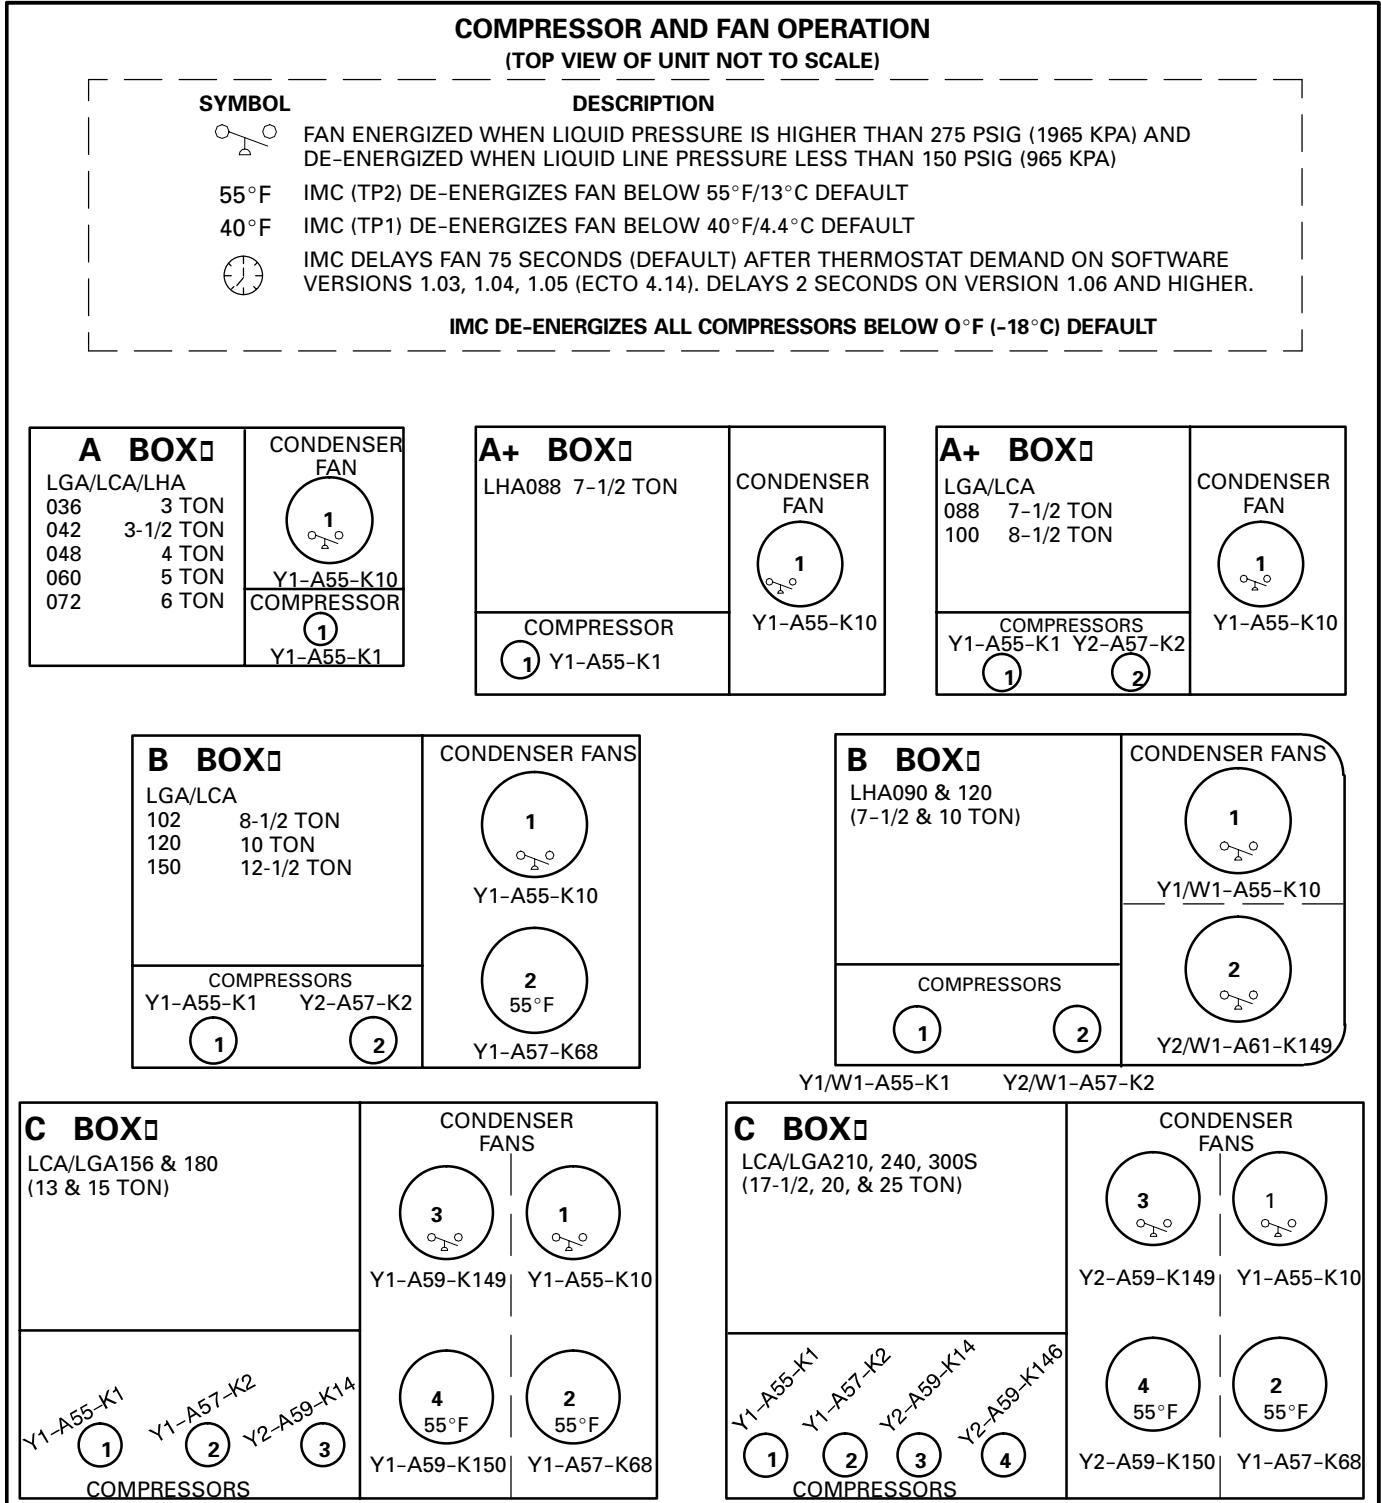 COMPRESSOR AND FAN OPERATION
(TOP VIEW OF UNIT NOT TO SCALE)
SYMBOL DESCRIPTION
FAN ENERGIZED WHEN LIQUID PRESSURE IS HIGHER THAN 275 PSIG (1965 KPA) AND
DE-ENERGIZED WHEN LIQUID LINE PRESSURE LESS THAN 150 PSIG (965 KPA)
55°F IMC (TP2) DE-ENERGIZES FAN BELOW 55°F/13°C DEFAULT
40°F IMC (TP1) DE-ENERGIZES FAN BELOW 40°F/4.4°C DEFAULT
IMC DELAYS FAN 75 SECONDS (DEFAULT) AFTER THERMOSTAT DEMAND ON SOFTWARE
VERSIONS 1.03, 1.04, 1.05 (ECTO 4.14). DELAYS 2 SECONDS ON VERSION 1.06 AND HIGHER.
IMC DE-ENERGIZES ALL COMPRESSORS BELOW O°F (-18°C) DEFAULT
A BOX▯
LGA/LCA/LHA
036 3 TON
042 3-1/2 TON
048 4 TON
060 5 TON
072 6 TON
CONDENSER
FAN
1
Y1-A55-K10
COMPRESSOR
1
Y1-A55-K1
A+ BOX▯
LHA088 7-1/2 TON
CONDENSER
FAN
1
Y1-A55-K10
COMPRESSOR
1 Y1-A55-K1
A+ BOX▯
LGA/LCA
088 7-1/2 TON
100 8-1/2 TON
CONDENSER
FAN
1
Y1-A55-K10
COMPRESSORS
Y1-A55-K1 Y2-A57-K2
1 2
B BOX▯
LGA/LCA
102 8-1/2 TON
120 10 TON
150 12-1/2 TON
CONDENSER FANS
1
Y1-A55-K10
2
55°F
Y1-A57-K68
COMPRESSORS
Y1-A55-K1 Y2-A57-K2
1 2
B BOX▯
LHA090 & 120
(7-1/2 & 10 TON)
CONDENSER FANS
1
Y1/W1-A55-K10
2
Y2/W1-A61-K149
COMPRESSORS
1 2
Y1/W1-A55-K1 Y2/W1-A57-K2
C BOX▯
LCA/LGA156 & 180
(13 & 15 TON)
CONDENSER
FANS
3 1
Y1-A59-K149 Y1-A55-K10
4 2
55°F 55°F
Y1-A59-K150 Y1-A57-K68
Y1-A55-K1 Y1-A57-K2 Y2-A59-K14
1 2 3
COMPRESSORS
C BOX▯
LCA/LGA210, 240, 300S
(17-1/2, 20, & 25 TON)
CONDENSER
FANS
3 1
Y2-A59-K149 Y1-A55-K10
4 2
55°F 55°F
Y2-A59-K150 Y1-A57-K68
Y1-A55-K1 Y1-A57-K2 Y2-A59-K14 Y2-A59-K146
1 2 3 4
COMPRESSORS